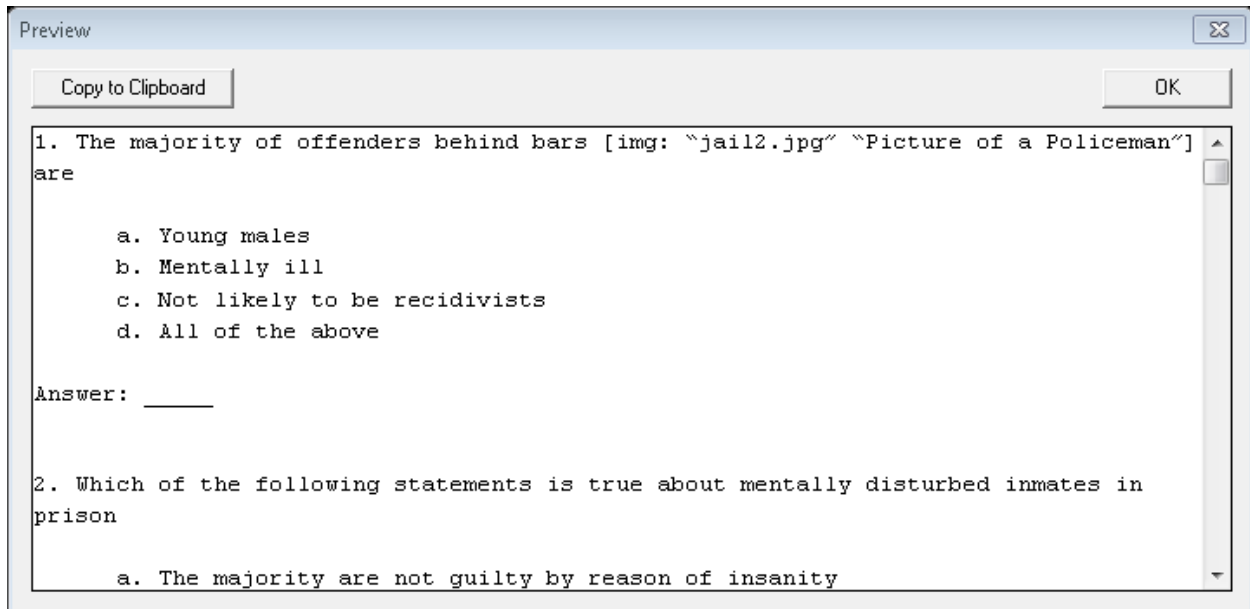 Preview
Copy to Clipboard
OK
1. The majority of offenders behind bars [img: “jail2.jpg” “Picture of a Policeman”]
are
a. Young males
b. Mentally ill
c. Not likely to be recidivists
d. All of the above
Answer: _____
2. Which of the following statements is true about mentally disturbed inmates in
prison
a. The majority are not guilty by reason of insanity